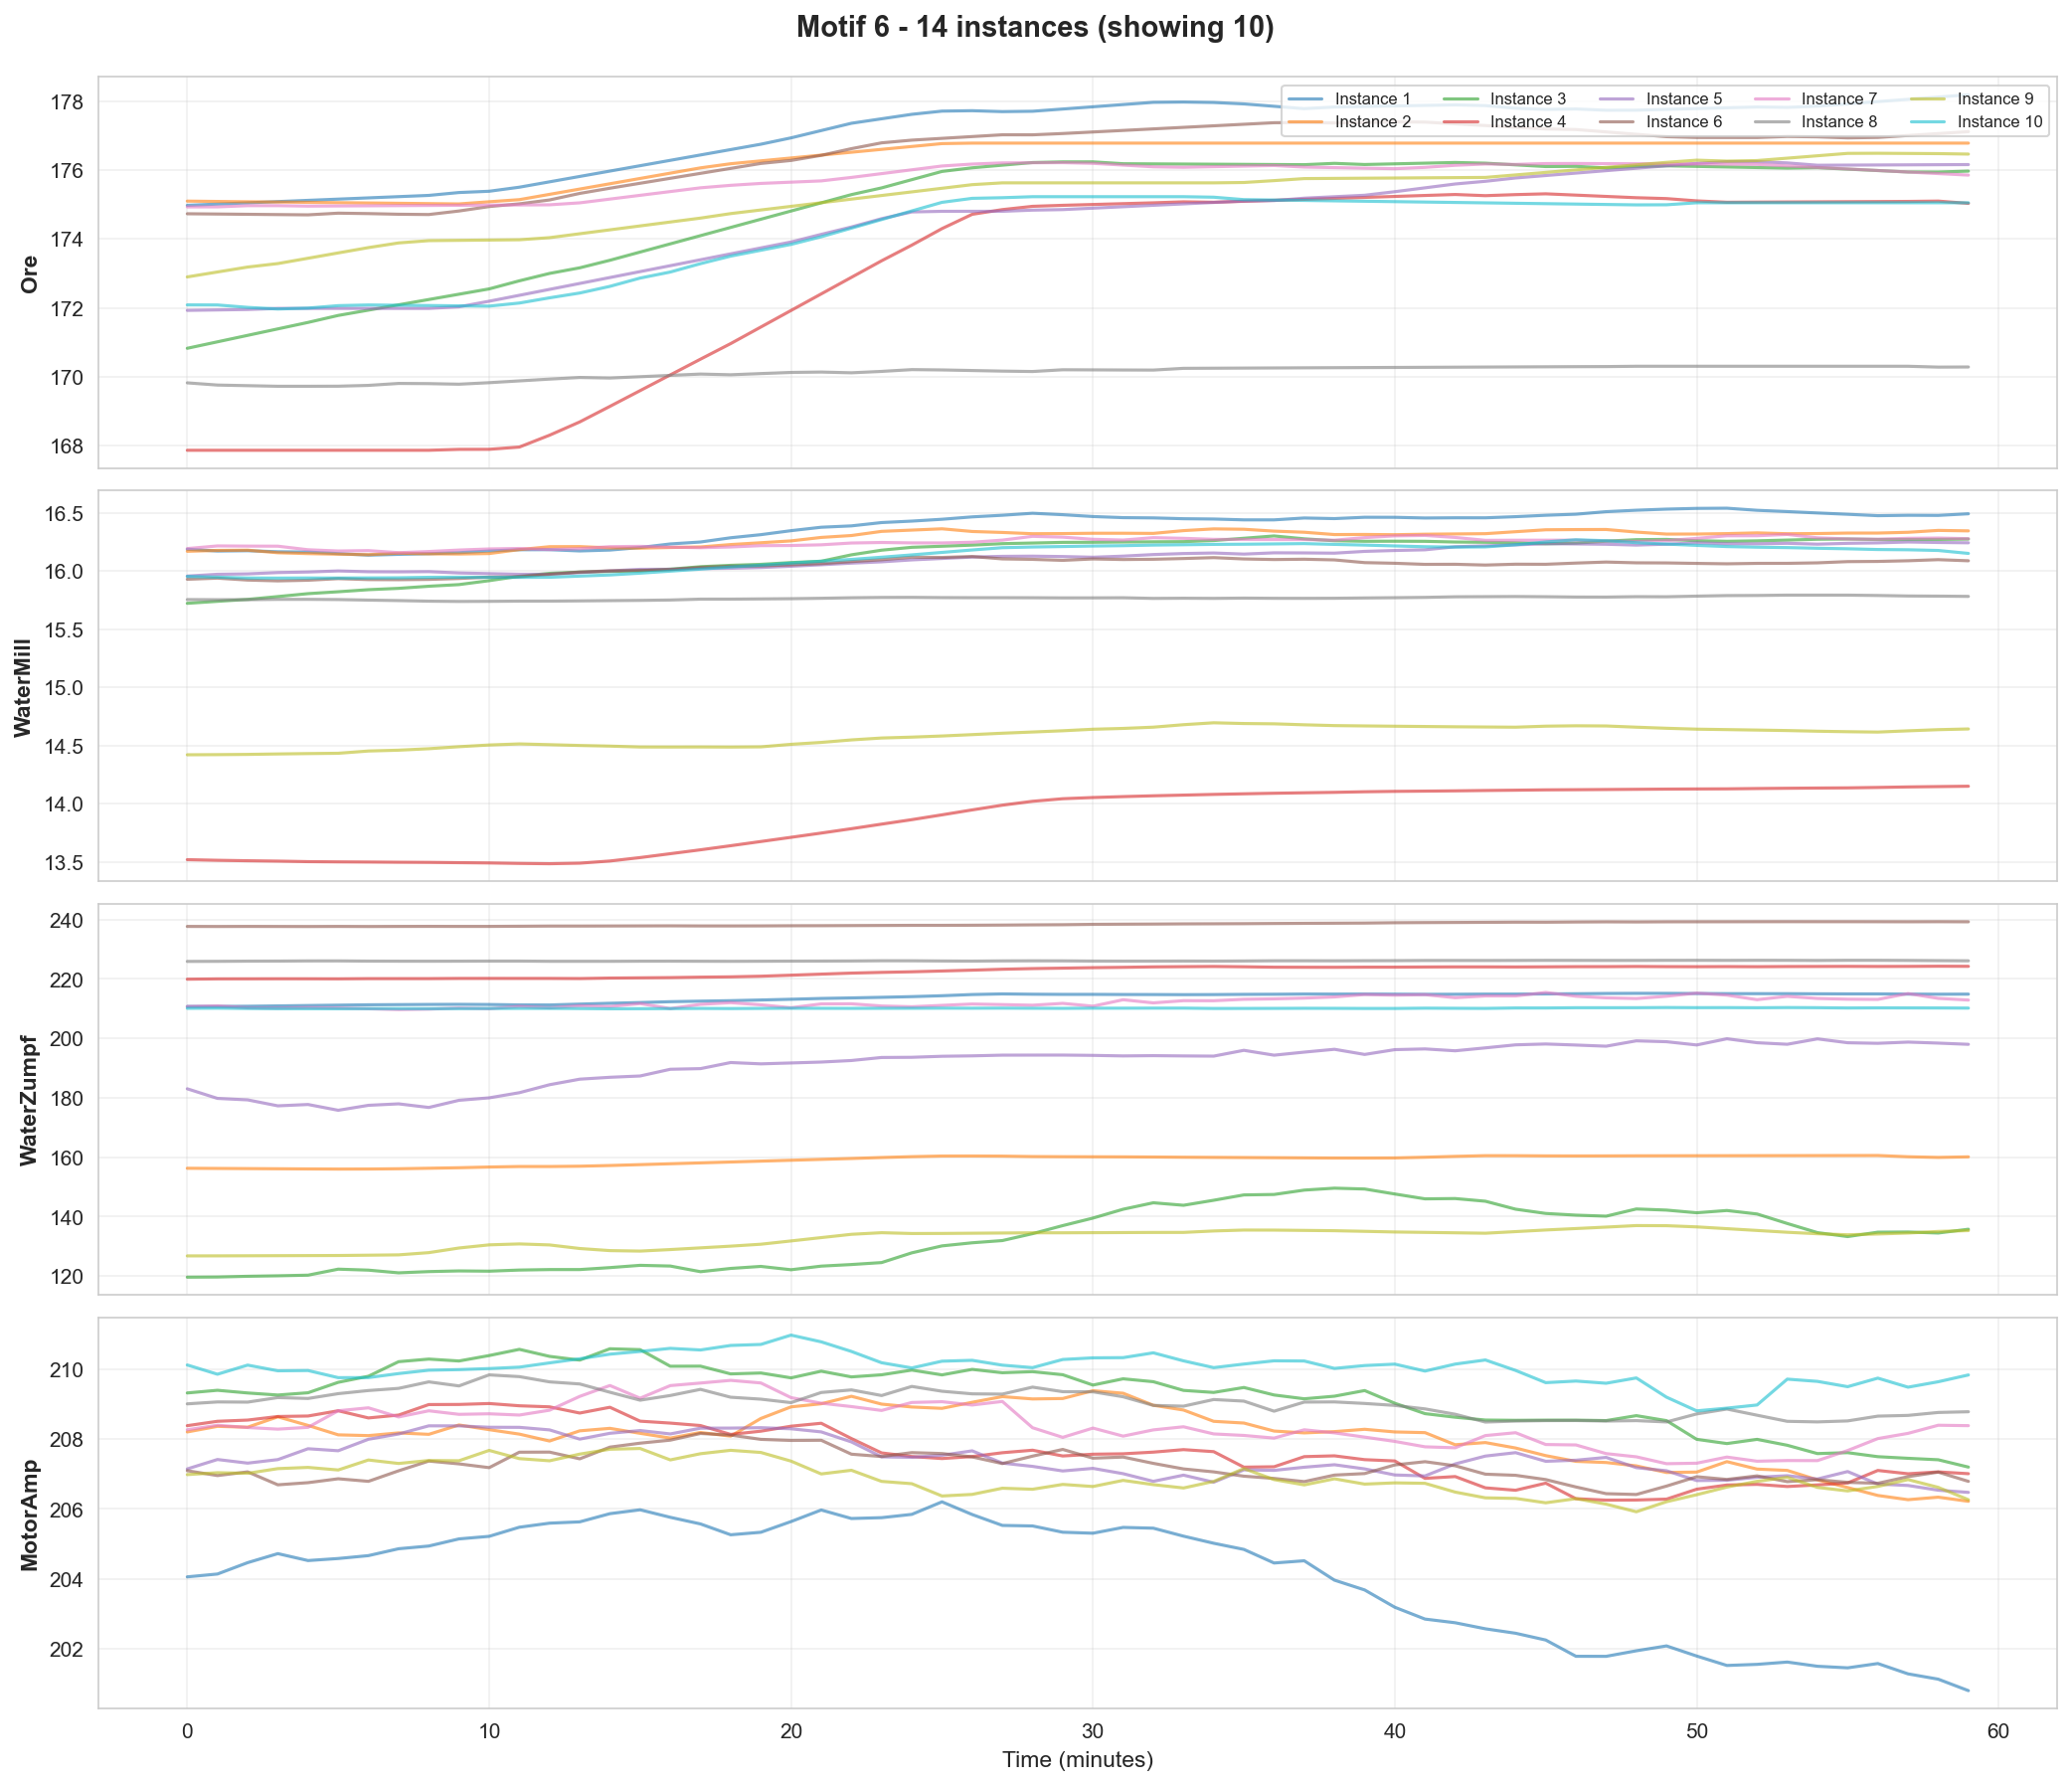 Motif 6 - 14 instances (showing 10)
Instance 1 Instance 3 Instance 5 Instance 7 Instance 9
Instance 2 Instance 4 Instance 6 Instance 8 Instance 10
Ore
178
176
174
172
170
168
WaterMill
16.5
16.0
15.5
15.0
14.5
14.0
13.5
WaterZumpf
240
220
200
180
160
140
120
MotorAmp
210
208
206
204
202
0 10 20 30 40 50 60
Time (minutes)